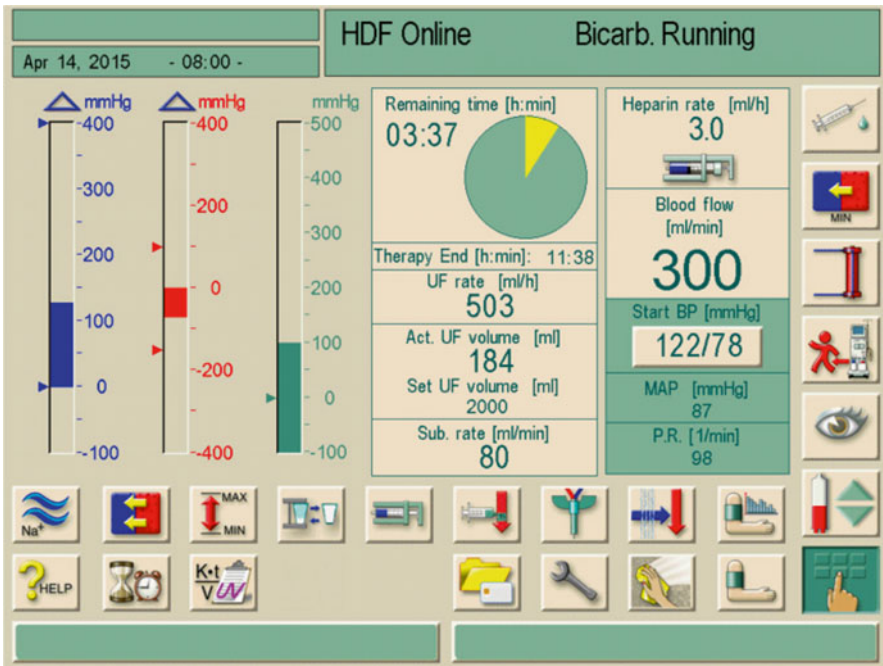 HDF Online
Bicarb. Running
Apr 14, 2015 - 08:00 -
mmHg
-400
-300
-200
-100
- 0
--100
mmHg
-400
-200
- 0
--200
--400
mmHg
-500
-400
-300
-200
-100
- 0
--100
Remaining time [h:min]
03:37
Therapy End [h:min]: 11:38
UF rate [ml/h]
503
Act. UF volume [ml]
184
Set UF volume [ml]
2000
Sub. rate [ml/min]
80
Heparin rate [ml/h]
3.0
Blood flow
[ml/min]
300
Start BP [mmHg]
122/78
MAP [mmHg]
87
P.R. [1/min]
98
MIN
Na+
MAX
MIN
HELP
K•t
V